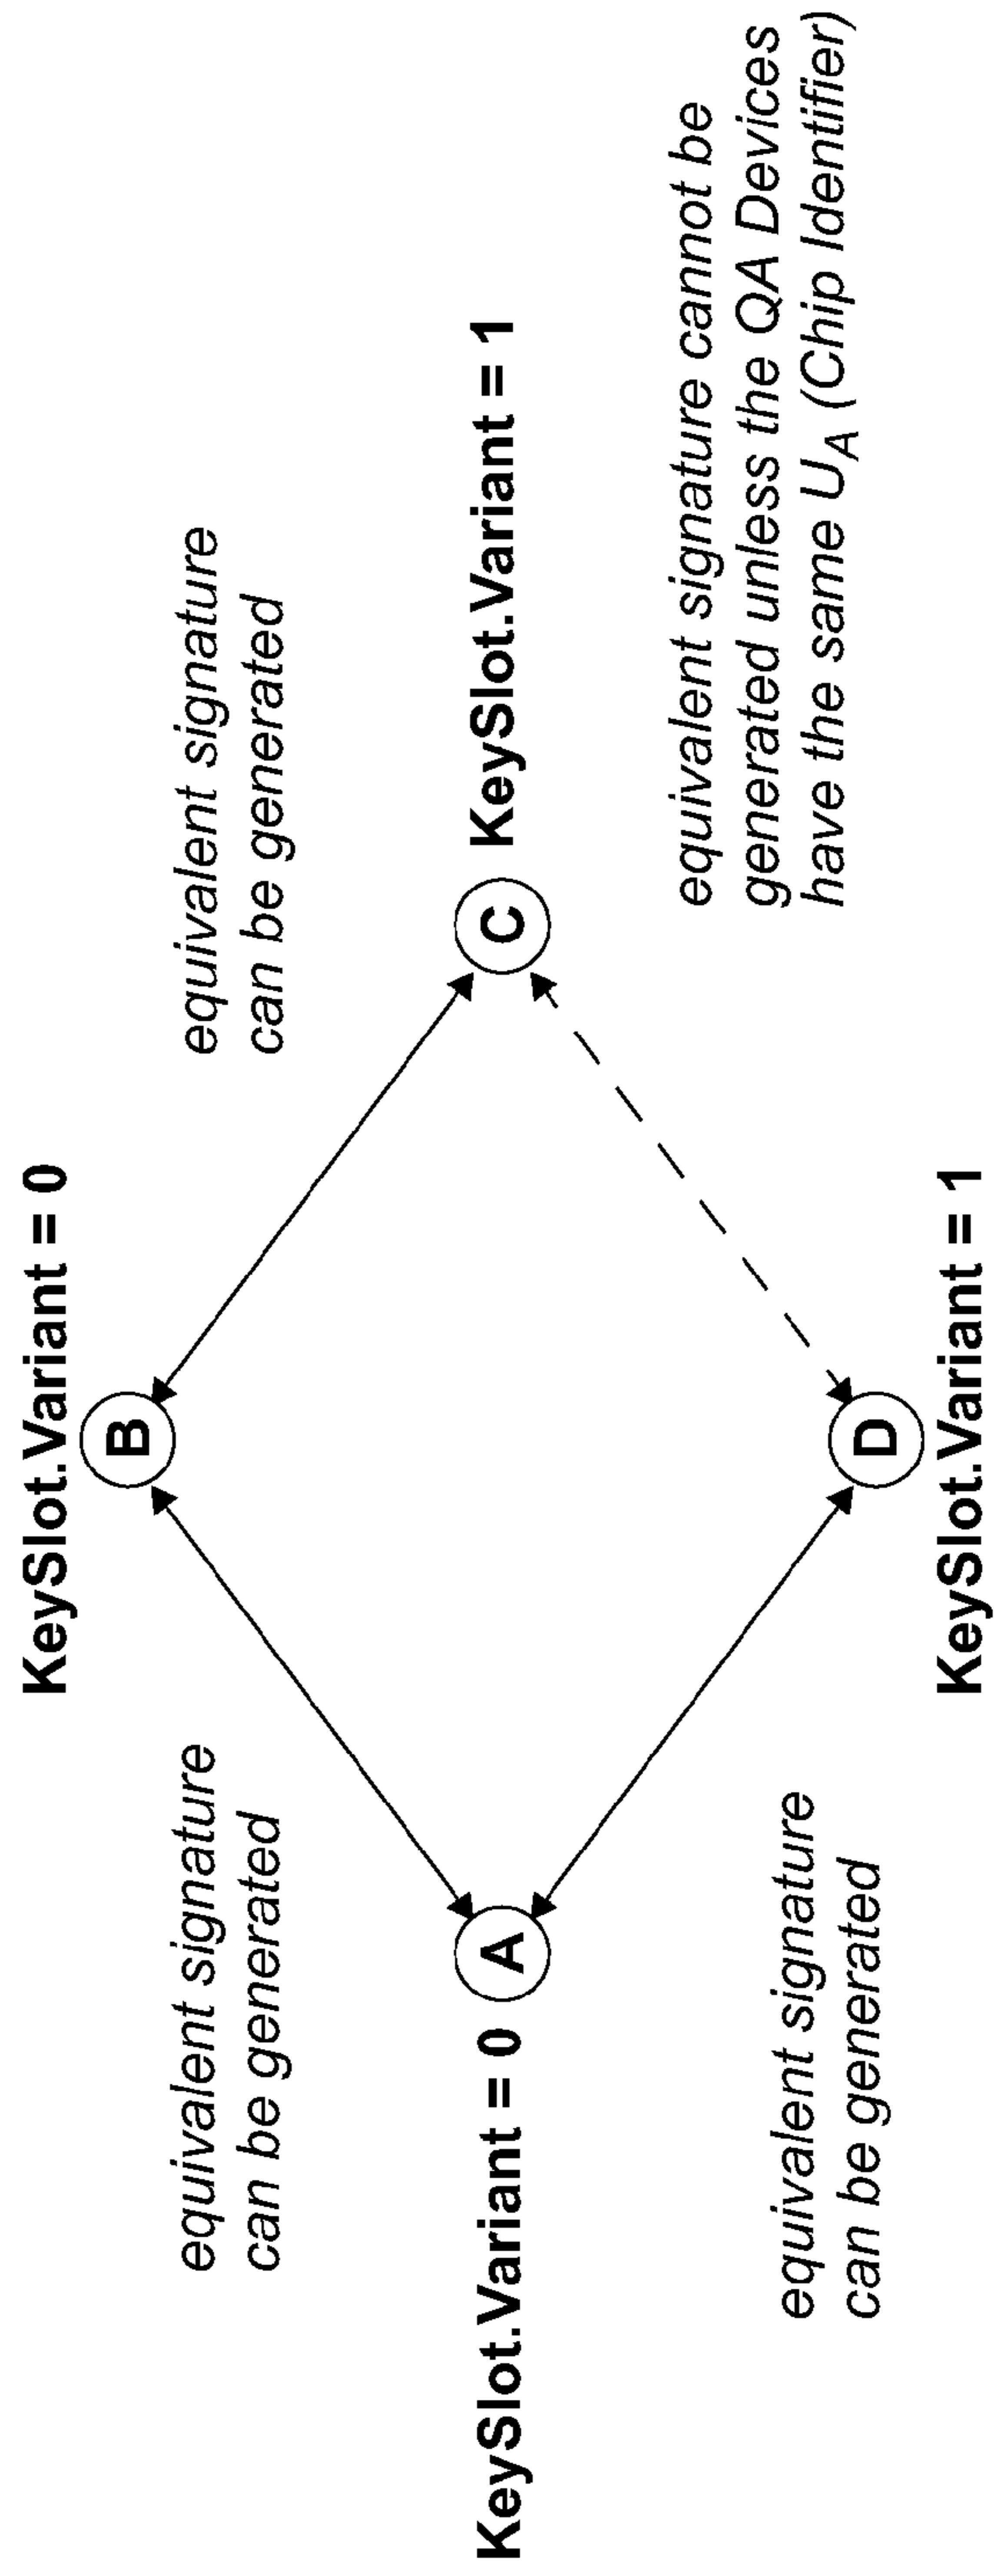 KeySlot.Variant = 0
B
equivalent signature
can be generated
equivalent signature
can be generated
KeySlot.Variant = 0
A
C
KeySlot.Variant = 1
equivalent signature
can be generated
equivalent signature cannot be
generated unless the QA Devices
have the same U_A (Chip Identifier)
D
KeySlot.Variant = 1